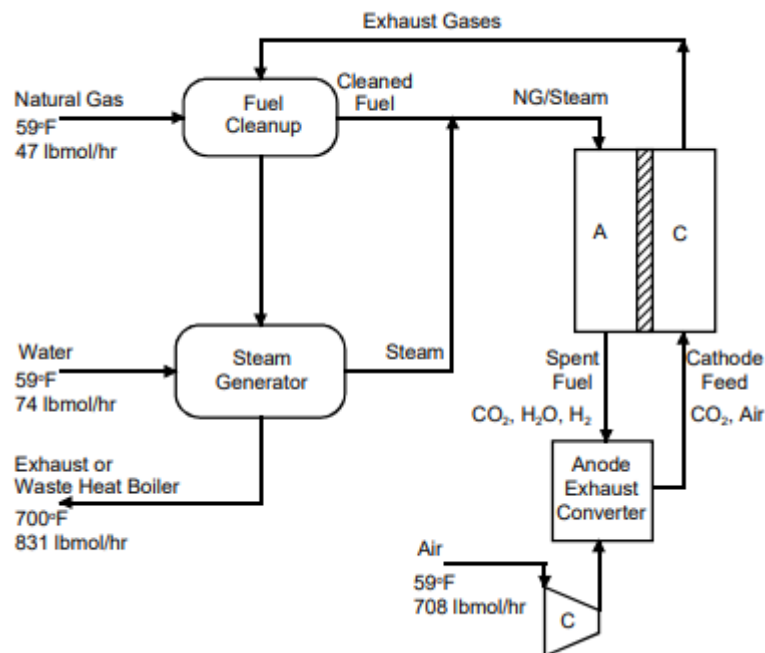 Exhaust Gases
Natural Gas
59°F
47 lbmol/hr
Fuel
Cleanup
Cleaned
Fuel
NG/Steam
A
C
Water
59°F
74 lbmol/hr
Steam
Generator
Steam
Spent
Fuel
CO₂, H₂O, H₂
Cathode
Feed
CO₂, Air
Exhaust or
Waste Heat Boiler
700°F
831 lbmol/hr
Anode
Exhaust
Converter
Air
59°F
708 lbmol/hr
C